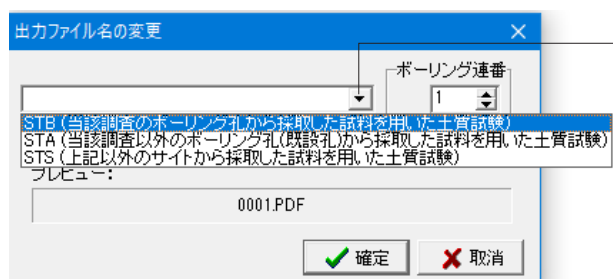 出力ファイル名の変更
ボーリング連番
1
STB (当該調査のボーリング孔から採取した試料を用いた土質試験)
STA (当該調査以外のボーリング孔(既設孔)から採取した試料を用いた土質試験)
STS (上記以外のサイトから採取した試料を用いた土質試験)
プレビュー:
0001.PDF
確定
取消